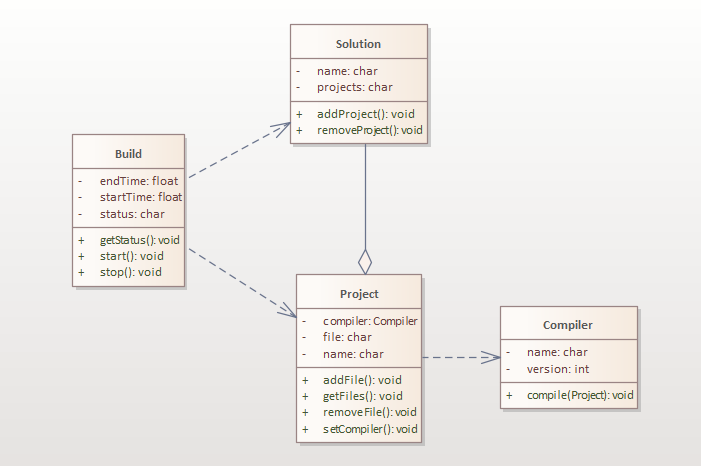 Solution
- name: char
- projects: char
+ addProject(): void
+ removeProject(): void
Build
- endTime: float
- startTime: float
- status: char
+ getStatus(): void
+ start(): void
+ stop(): void
Project
- compiler: Compiler
- file: char
- name: char
+ addFile(): void
+ getFiles(): void
+ removeFile(): void
+ setCompiler(): void
Compiler
- name: char
- version: int
+ compile(Project): void